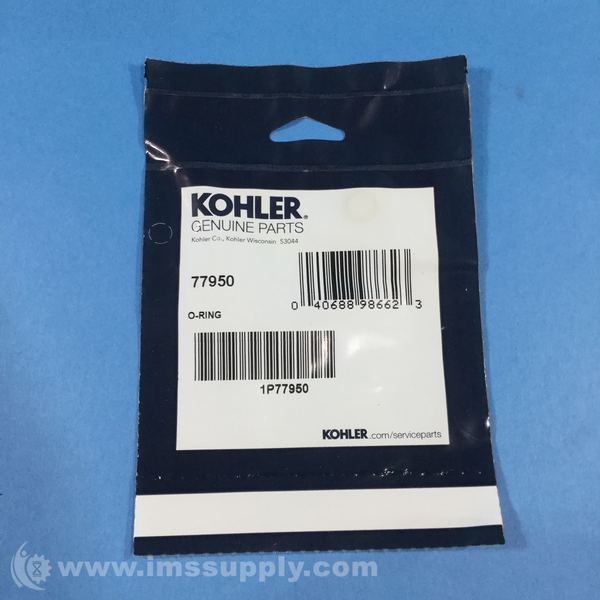 KOHLER®
GENUINE PARTS
Kohler Co., Kohler Wisconsin 53044
77950
0 40688 98662 3
O-RING
1P77950
KOHLER.com/serviceparts
www.imssupply.com